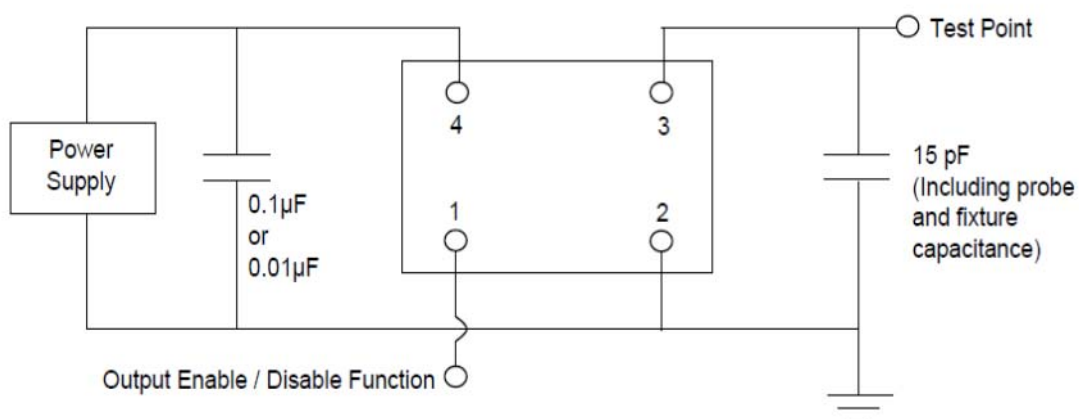 Test Point
4
3
Power
Supply
15 pF
(Including probe
and fixture
capacitance)
0.1µF
or
0.01µF
1
2
Output Enable / Disable Function